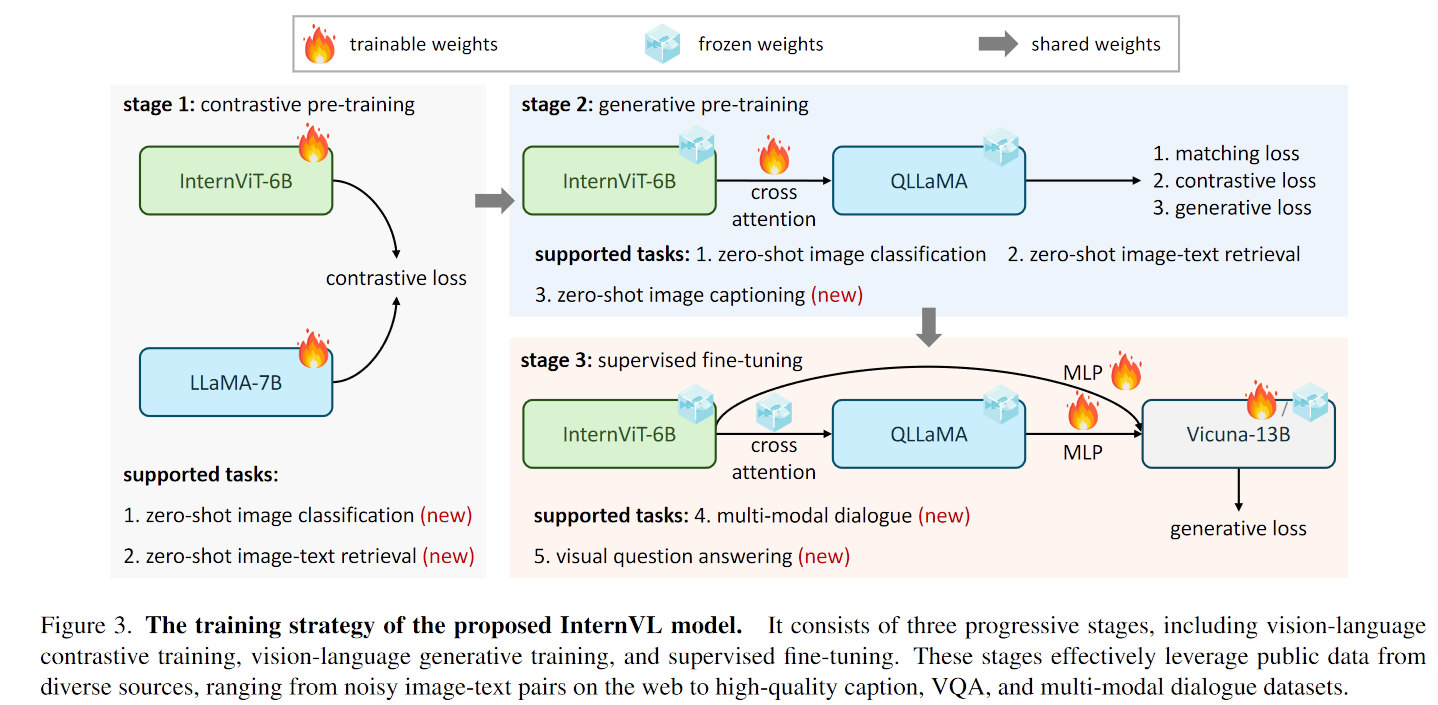 trainable weights
frozen weights
shared weights
stage 1: contrastive pre-training
InternViT-6B
contrastive loss
LLaMA-7B
supported tasks:
1. zero-shot image classification (new)
2. zero-shot image-text retrieval (new)
stage 2: generative pre-training
InternViT-6B
cross
attention
QLLaMA
1. matching loss
2. contrastive loss
3. generative loss
supported tasks: 1. zero-shot image classification 2. zero-shot image-text retrieval
3. zero-shot image captioning (new)
stage 3: supervised fine-tuning
MLP
InternViT-6B
cross
attention
QLLaMA
MLP
/
Vicuna-13B
supported tasks: 4. multi-modal dialogue (new)
5. visual question answering (new)
generative loss
Figure 3. The training strategy of the proposed InternVL model. It consists of three progressive stages, including vision-language
contrastive training, vision-language generative training, and supervised fine-tuning. These stages effectively leverage public data from
diverse sources, ranging from noisy image-text pairs on the web to high-quality caption, VQA, and multi-modal dialogue datasets.